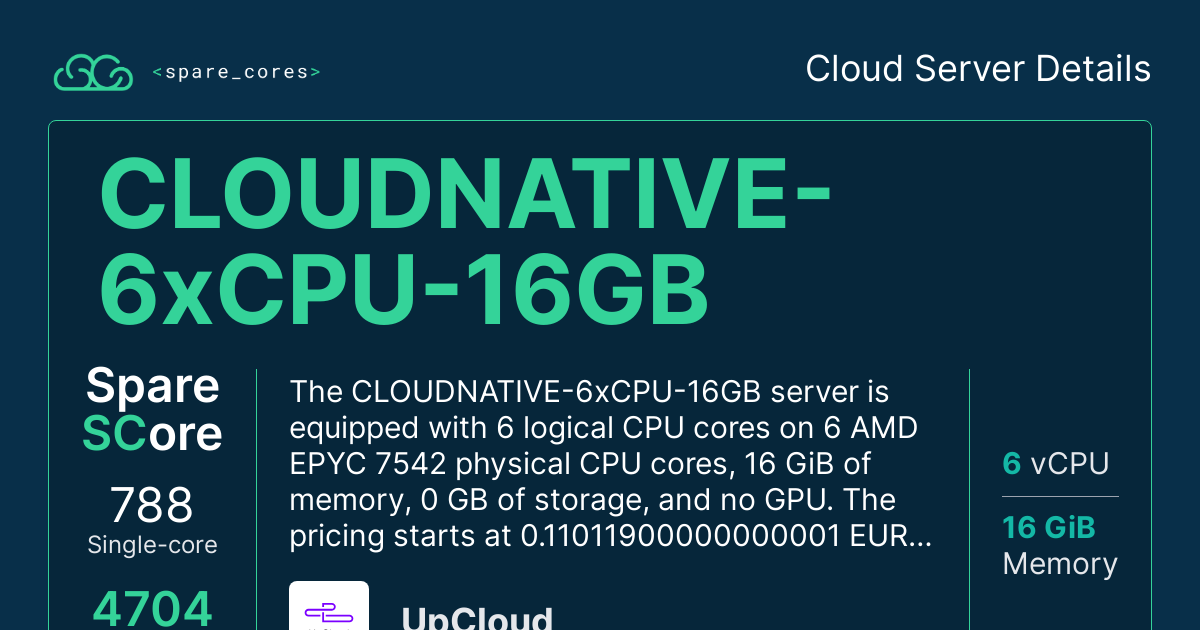 <spare_cores>
Cloud Server Details
CLOUDNATIVE-
6xCPU-16GB
Spare
SCore
788
Single-core
4704
The CLOUDNATIVE-6xCPU-16GB server is
equipped with 6 logical CPU cores on 6 AMD
EPYC 7542 physical CPU cores, 16 GiB of
memory, 0 GB of storage, and no GPU. The
pricing starts at 0.11011900000000001 EUR...
UpCloud
6 vCPU
16 GiB
Memory